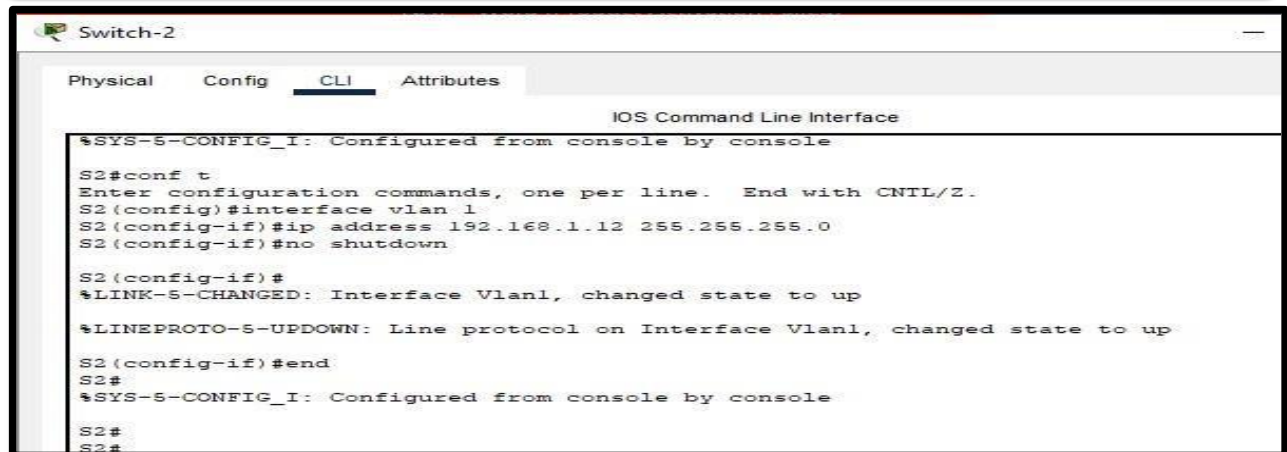 Switch-2
Physical Config CLI Attributes
IOS Command Line Interface
%SYS-5-CONFIG_I: Configured from console by console
S2#conf t
Enter configuration commands, one per line. End with CNTL/Z.
S2(config)#interface vlan 1
S2(config-if)#ip address 192.168.1.12 255.255.255.0
S2(config-if)#no shutdown
S2(config-if)#
%LINK-5-CHANGED: Interface Vlan1, changed state to up
%LINEPROTO-5-UPDOWN: Line protocol on Interface Vlan1, changed state to up
S2(config-if)#end
S2#
%SYS-5-CONFIG_I: Configured from console by console
S2#
S2#